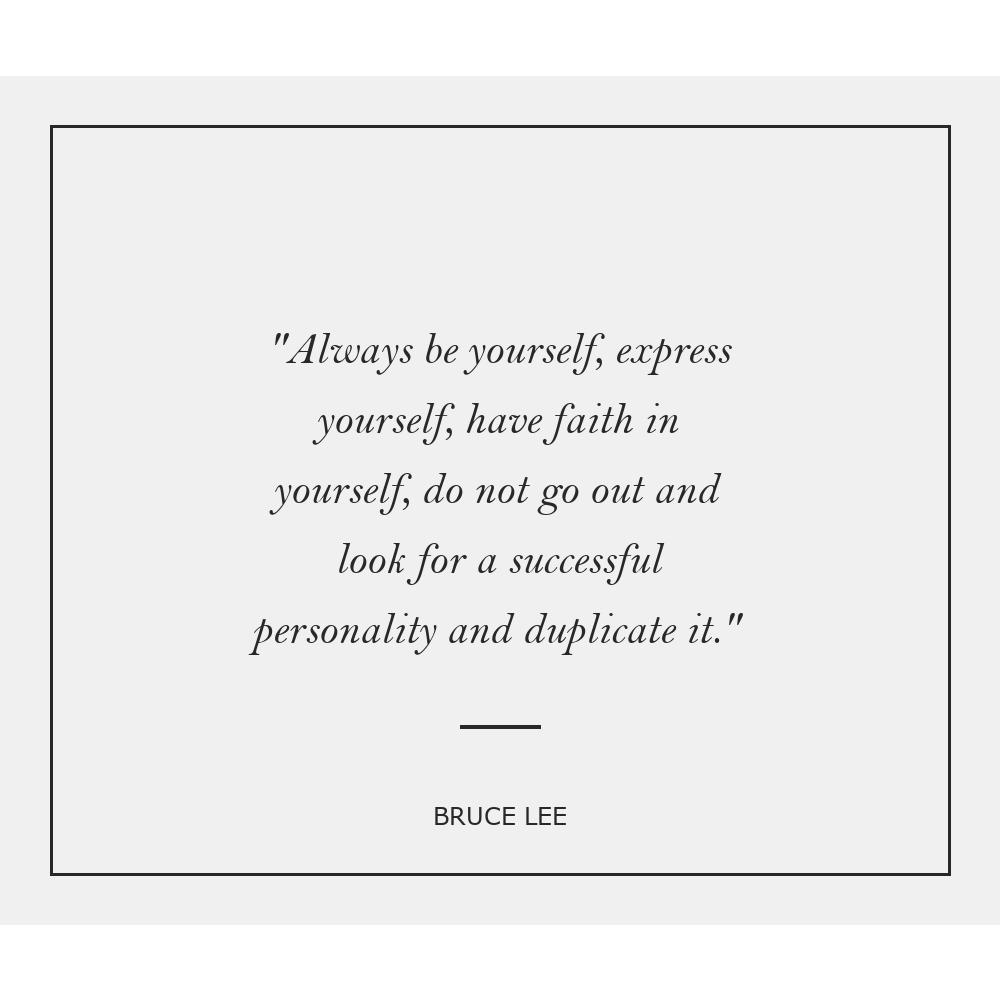 "Always be yourself, express
yourself, have faith in
yourself, do not go out and
look for a successful
personality and duplicate it."
BRUCE LEE